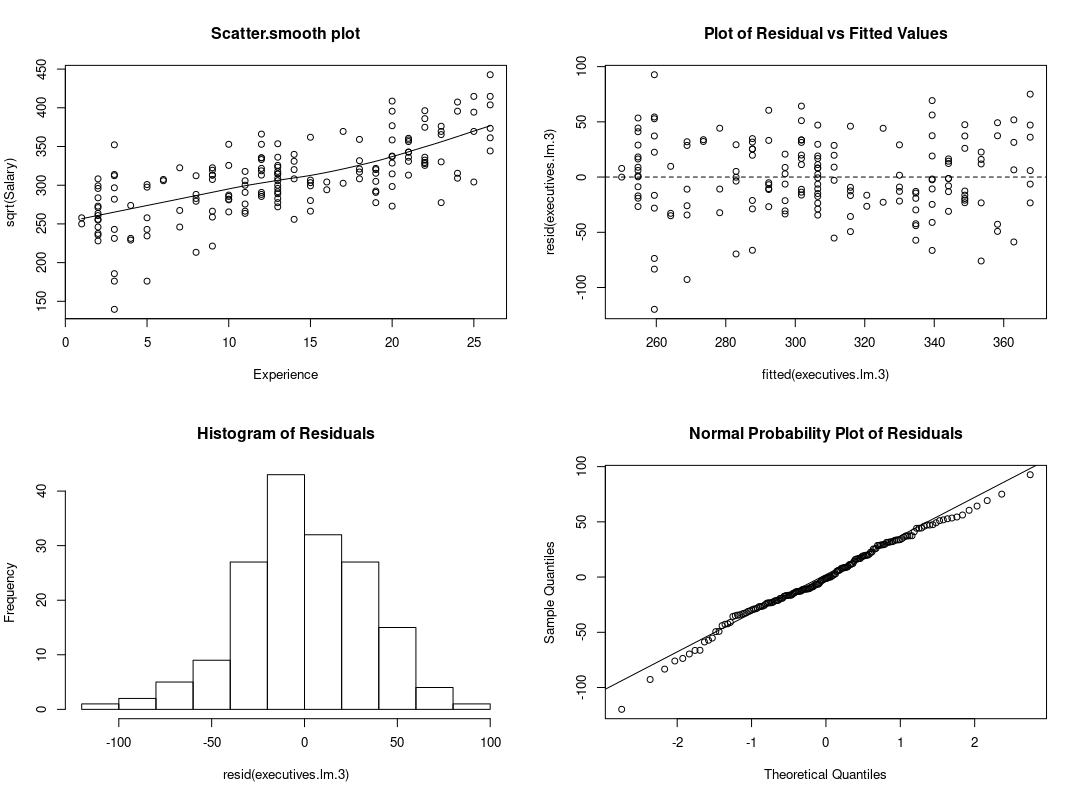 Scatter.smooth plot
450
400
350
300
250
200
150
sqrt(Salary)
0 5 10 15 20 25
Experience
Plot of Residual vs Fitted Values
100
50
0
-50
-100
resid(executives.lm.3)
260 280 300 320 340 360
fitted(executives.lm.3)
Histogram of Residuals
40
30
20
10
0
Frequency
-100 -50 0 50 100
resid(executives.lm.3)
Normal Probability Plot of Residuals
100
50
0
-50
-100
Sample Quantiles
-2 -1 0 1 2
Theoretical Quantiles